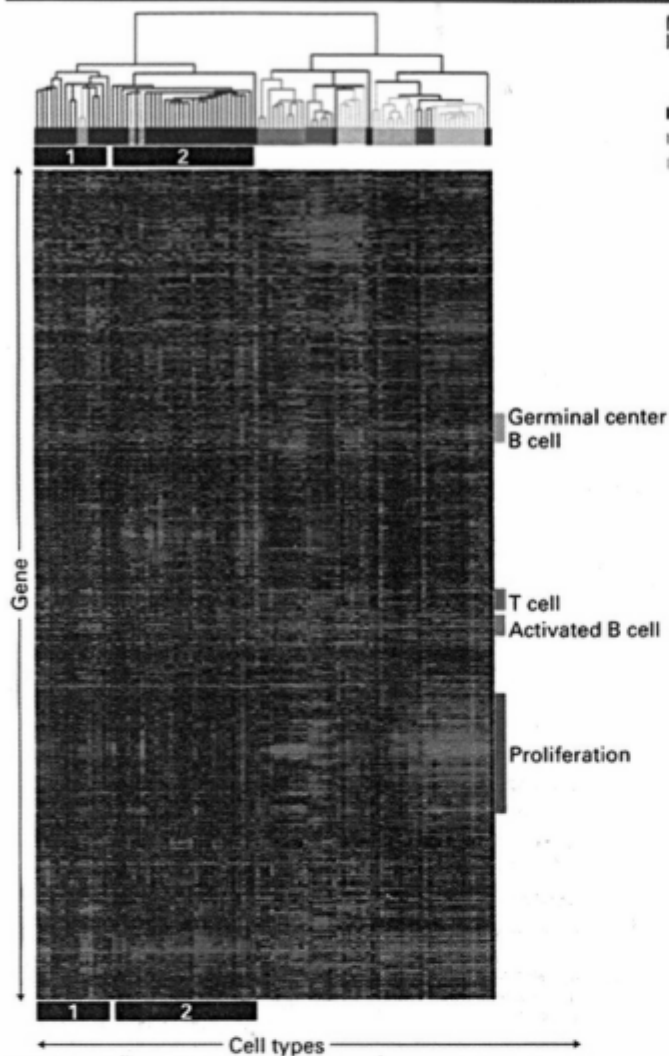 1
2
Germinal center
B cell
Gene
T cell
Activated B cell
Proliferation
1
2
Cell types